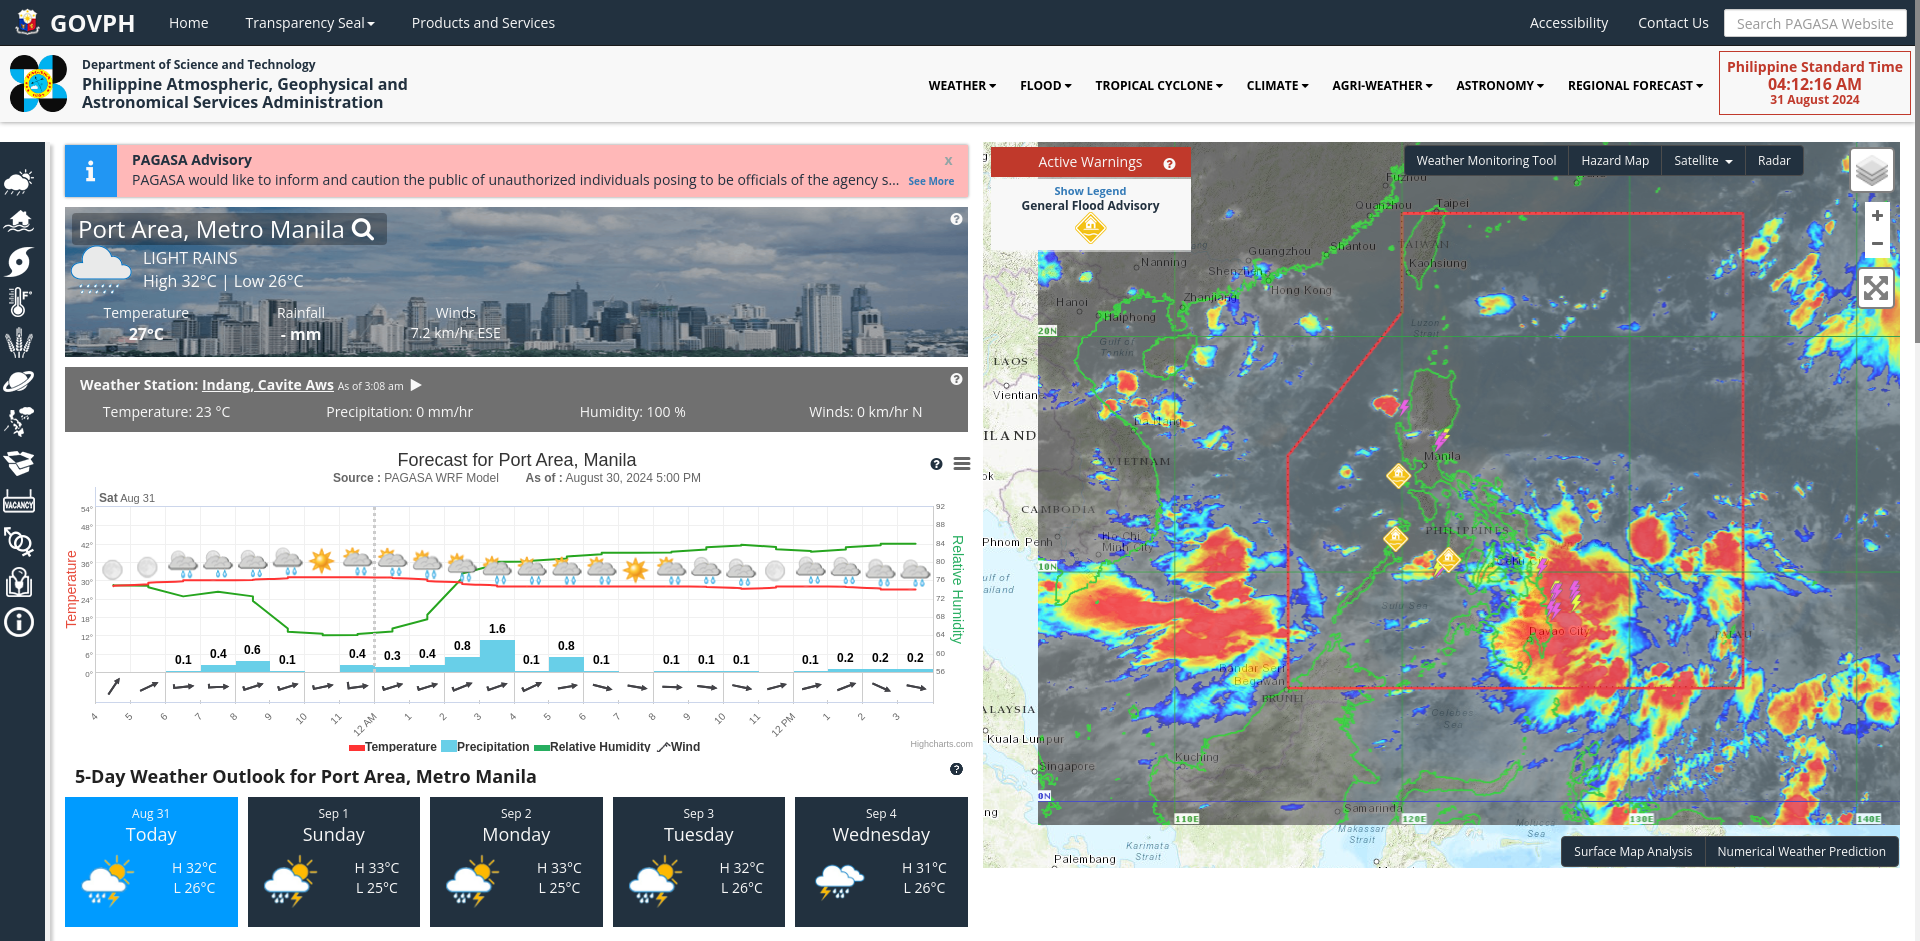 GOVPH
Home
Transparency Seal
Products and Services
Accessibility
Contact Us
Search PAGASA Website
Department of Science and Technology
Philippine Atmospheric, Geophysical and
Astronomical Services Administration
WEATHER
FLOOD
TROPICAL CYCLONE
CLIMATE
AGRI-WEATHER
ASTRONOMY
REGIONAL FORECAST
Philippine Standard Time
04:12:16 AM
31 August 2024
PAGASA Advisory
x
PAGASA would like to inform and caution the public of unauthorized individuals posing to be officials of the agency s... See More
Port Area, Metro Manila
LIGHT RAINS
High 32°C | Low 26°C
Temperature
Rainfall
Winds
27°C
- mm
7.2 km/hr ESE
Weather Station: Indang, Cavite Aws As of 3:08 am
Temperature: 23 °C
Precipitation: 0 mm/hr
Humidity: 100 %
Winds: 0 km/hr N
Forecast for Port Area, Manila
Source : PAGASA WRF Model As of : August 30, 2024 5:00 PM
Sat Aug 31
54°
48°
42°
36°
30°
24°
18°
12°
6°
0°
Temperature
92
88
84
80
76
72
68
64
60
56
Relative Humidity
0.1 0.4 0.6 0.1 0.4 0.3 0.4 0.8 1.6 0.1 0.8 0.1 0.1 0.1 0.1 0.1 0.2 0.2 0.2
4 5 6 7 8 9 10 11 12 AM 1 2 3 4 5 6 7 8 9 10 11 12 PM 1 2 3
Temperature Precipitation Relative Humidity Wind
Highcharts.com
5-Day Weather Outlook for Port Area, Metro Manila
Aug 31
Today
H 32°C
L 26°C
Sep 1
Sunday
H 33°C
L 25°C
Sep 2
Monday
H 33°C
L 25°C
Sep 3
Tuesday
H 32°C
L 26°C
Sep 4
Wednesday
H 31°C
L 26°C
VACANCY
Active Warnings
Show Legend
General Flood Advisory
Weather Monitoring Tool
Hazard Map
Satellite
Radar
+
−
Fuzhou
Quanzhou
Taipei
Shantou
TAIWAN
Guangzhou
Kaohsiung
Nanning
Shenzhen
Hong Kong
Hanoi
Zhanjiang
Haiphong
Luzon
Strait
20N
Gulf of
Tonkin
LAOS
Vientian
Da Nang
ILAND
VIETNAM
Manila
ok
CAMBODIA
PHILIPPINES
Phnom Penh
Ho Chi
Minh City
10N
Cebu C
ulf of
ailand
Sulu Sea
Davao City
PALAU
Bandar Seri
Begawan
BRUNEI
ALAYSIA
Celebes
Sea
Kuala Lumpur
Kuching
Singapore
0N
ng
Samarinda
110E
120E
130E
140E
Makassar
Strait
Molucca
Sea
Karimata
Strait
Palembang
Surface Map Analysis
Numerical Weather Prediction